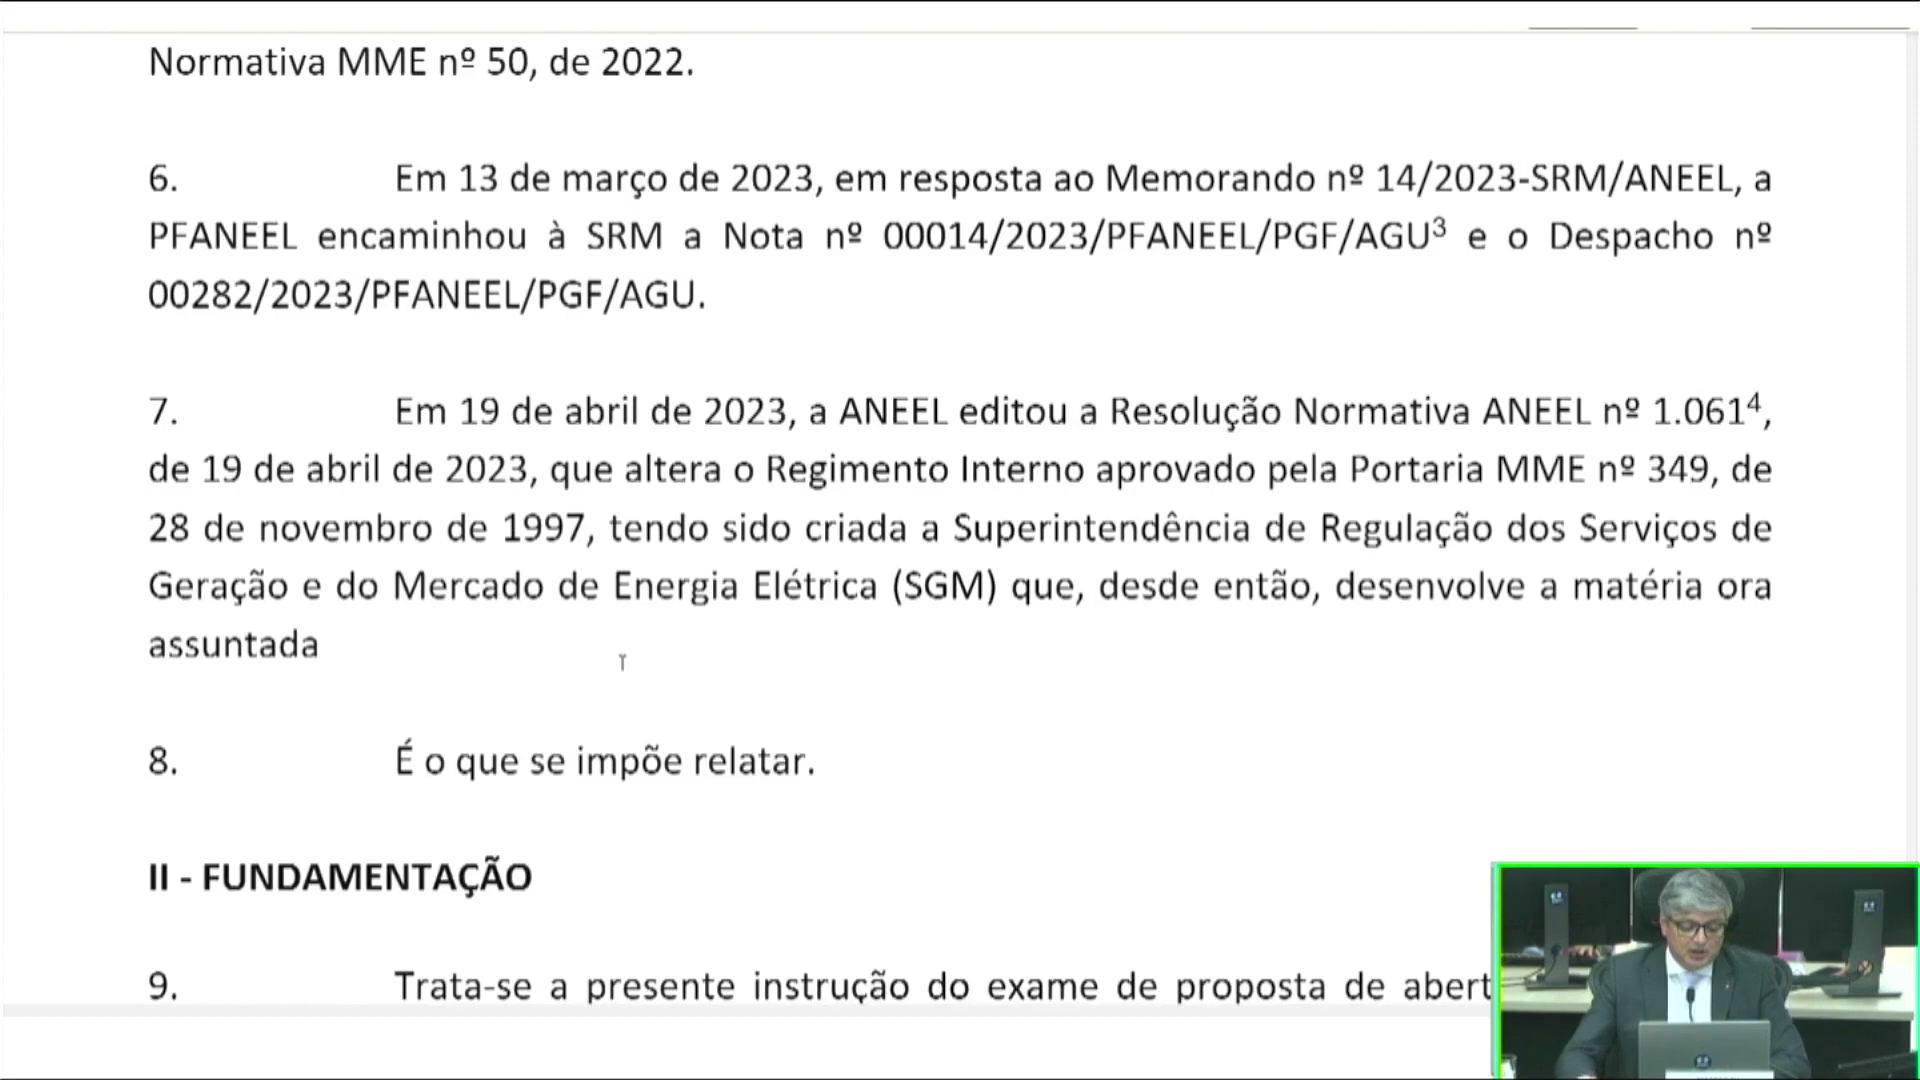 Normativa MME nº 50, de 2022.
6. Em 13 de março de 2023, em resposta ao Memorando nº 14/2023-SRM/ANEEL, a
PFANEEL encaminhou à SRM a Nota nº 00014/2023/PFANEEL/PGF/AGU³ e o Despacho nº
00282/2023/PFANEEL/PGF/AGU.
7. Em 19 de abril de 2023, a ANEEL editou a Resolução Normativa ANEEL nº 1.061⁴,
de 19 de abril de 2023, que altera o Regimento Interno aprovado pela Portaria MME nº 349, de
28 de novembro de 1997, tendo sido criada a Superintendência de Regulação dos Serviços de
Geração e do Mercado de Energia Elétrica (SGM) que, desde então, desenvolve a matéria ora
assuntada
8. É o que se impõe relatar.
II - FUNDAMENTAÇÃO
9. Trata-se a presente instrução do exame de proposta de abert